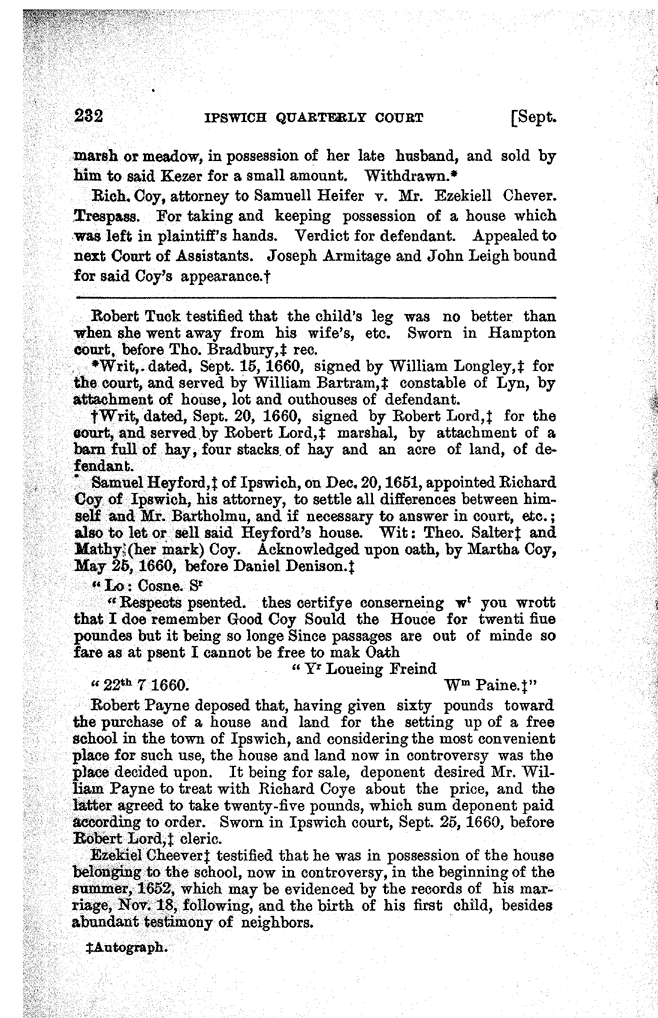 232 IPSWICH QUARTERLY COURT [Sept.
marsh or meadow, in possession of her late husband, and sold by
him to said Kezer for a small amount. Withdrawn.*
Rich. Coy, attorney to Samuell Heifer v. Mr. Ezekiell Chever.
Trespass. For taking and keeping possession of a house which
was left in plaintiff's hands. Verdict for defendant. Appealed to
next Court of Assistants. Joseph Armitage and John Leigh bound
for said Coy's appearance.†
Robert Tuck testified that the child's leg was no better than
when she went away from his wife's, etc. Sworn in Hampton
court, before Tho. Bradbury,‡ rec.
*Writ,. dated, Sept. 15, 1660, signed by William Longley,‡ for
the court, and served by William Bartram,‡ constable of Lyn, by
attachment of house, lot and outhouses of defendant.
†Writ, dated, Sept. 20, 1660, signed by Robert Lord,‡ for the
court, and served by Robert Lord,‡ marshal, by attachment of a
barn full of hay, four stacks of hay and an acre of land, of de-
fendant.
Samuel Heyford,‡ of Ipswich, on Dec. 20, 1651, appointed Richard
Coy of Ipswich, his attorney, to settle all differences between him-
self and Mr. Bartholmu, and if necessary to answer in court, etc.;
also to let or sell said Heyford's house. Wit: Theo. Salter‡ and
Mathy (her mark) Coy. Acknowledged upon oath, by Martha Coy,
May 25, 1660, before Daniel Denison.‡
"Lo: Cosne. Sʳ
"Respects psented. thes certifye conserneing wᵗ you wrott
that I doe remember Good Coy Sould the Houce for twenti fiue
poundes but it being so longe Since passages are out of minde so
fare as at psent I cannot be free to mak Oath
"Yʳ Loueing Freind
"22ᵗʰ 7 1660. Wᵐ Paine.‡"
Robert Payne deposed that, having given sixty pounds toward
the purchase of a house and land for the setting up of a free
school in the town of Ipswich, and considering the most convenient
place for such use, the house and land now in controversy was the
place decided upon. It being for sale, deponent desired Mr. Wil-
liam Payne to treat with Richard Coye about the price, and the
latter agreed to take twenty-five pounds, which sum deponent paid
according to order. Sworn in Ipswich court, Sept. 25, 1660, before
Robert Lord,‡ cleric.
Ezekiel Cheever‡ testified that he was in possession of the house
belonging to the school, now in controversy, in the beginning of the
summer, 1652, which may be evidenced by the records of his mar-
riage, Nov. 18, following, and the birth of his first child, besides
abundant testimony of neighbors.
‡Autograph.